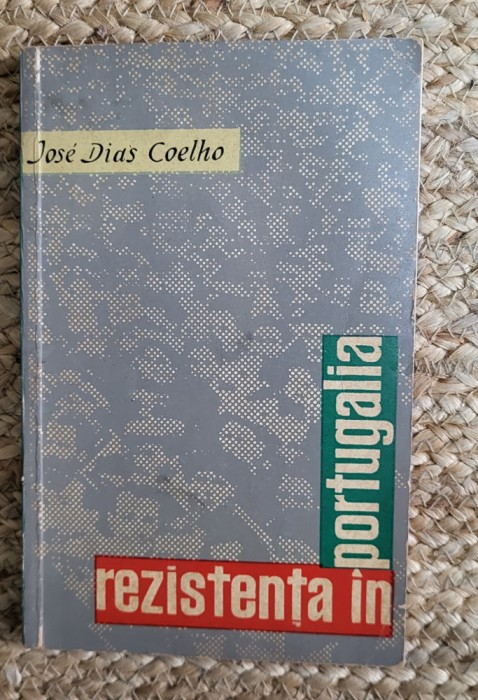 José Dias Coelho
rezistența în
portugalia